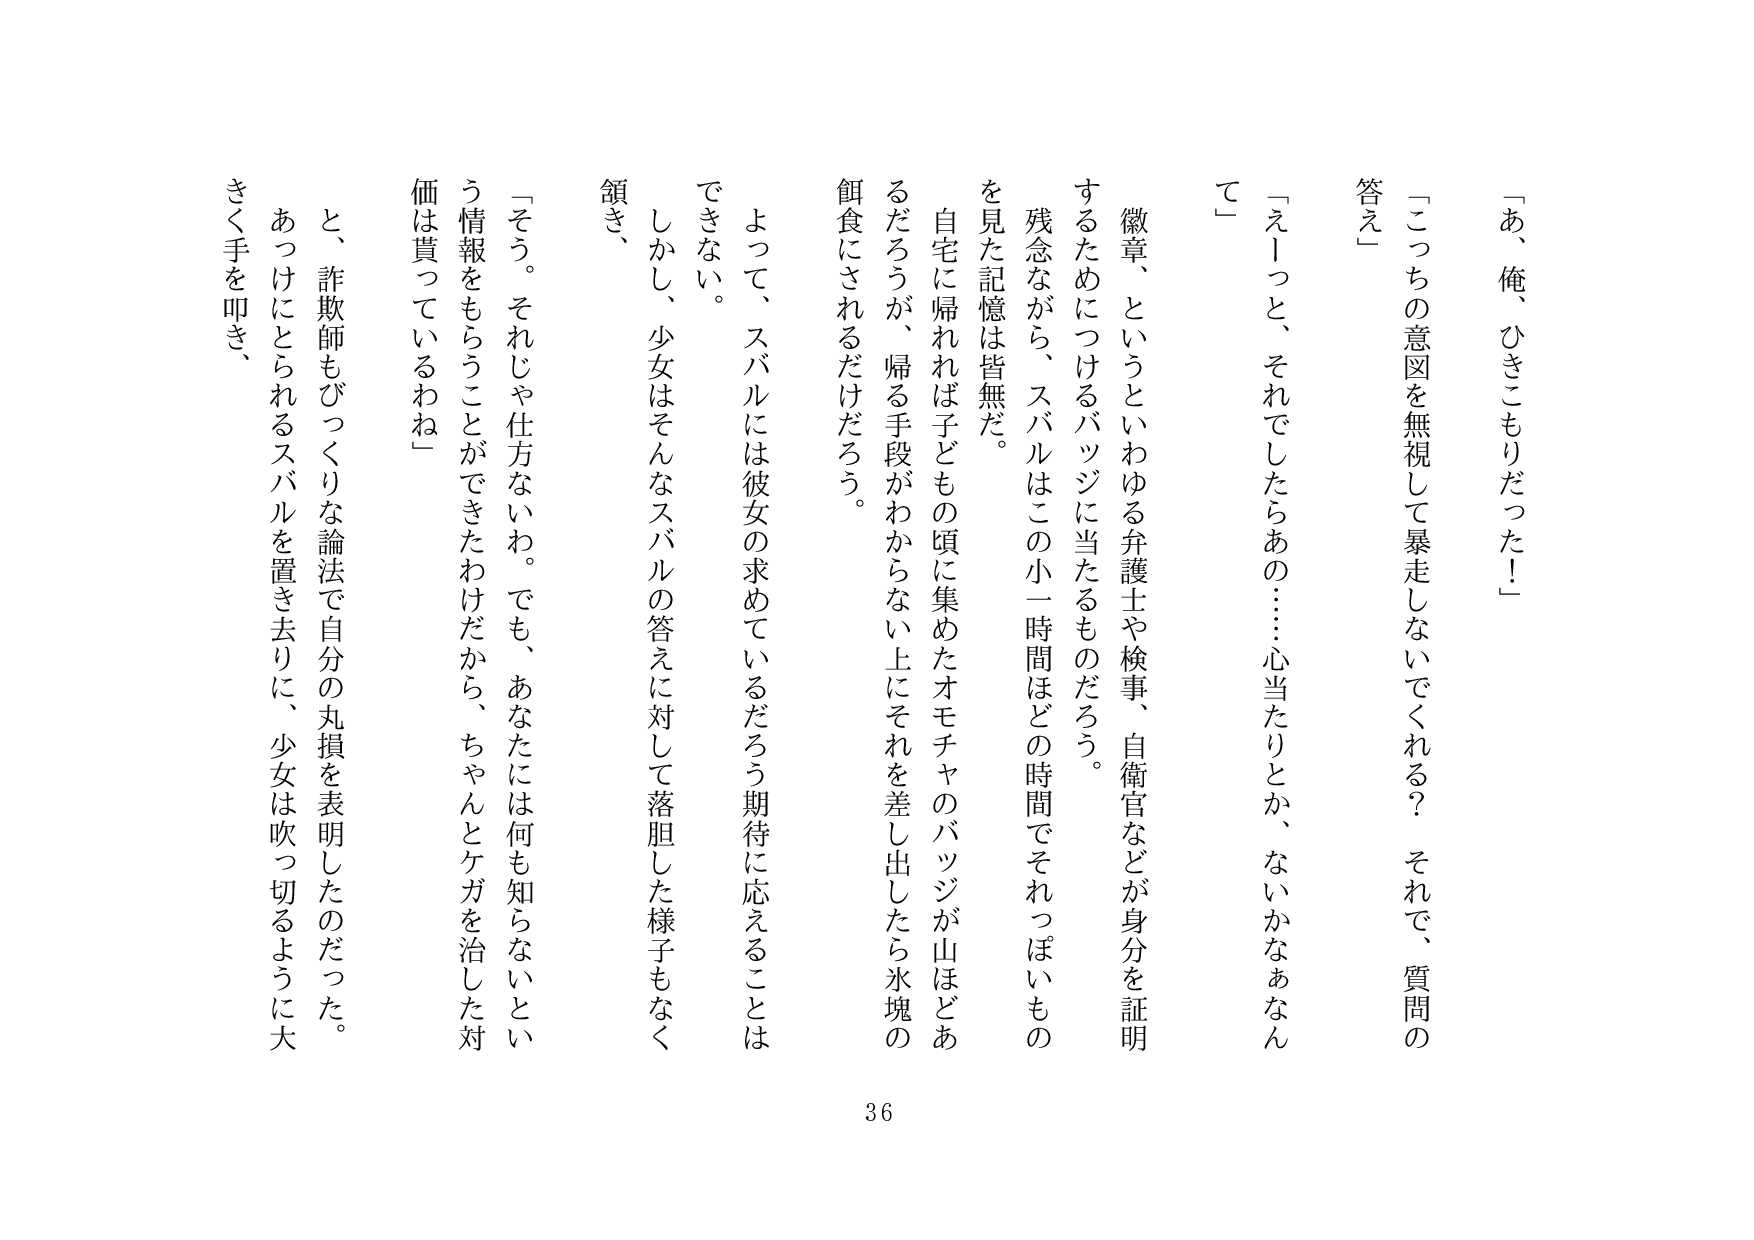 「あ、俺、ひきこもりだった！」
「こっちの意図を無視して暴走しないでくれる？　それで、質問の
答え」
「えーっと、それでしたらあの……心当たりとか、ないかなぁなん
て」
　徽章、というといわゆる弁護士や検事、自衛官などが身分を証明
するためにつけるバッジに当たるものだろう。
　残念ながら、スバルはこの小一時間ほどの時間でそれっぽいもの
を見た記憶は皆無だ。
　自宅に帰れれば子どもの頃に集めたオモチャのバッジが山ほどあ
るだろうが、帰る手段がわからない上にそれを差し出したら氷塊の
餌食にされるだけだろう。
　よって、スバルには彼女の求めているだろう期待に応えることは
できない。
　しかし、少女はそんなスバルの答えに対して落胆した様子もなく
頷き、
「そう。それじゃ仕方ないわ。でも、あなたには何も知らないとい
う情報をもらうことができたわけだから、ちゃんとケガを治した対
価は貰っているわね」
　と、詐欺師もびっくりな論法で自分の丸損を表明したのだった。
　あっけにとられるスバルを置き去りに、少女は吹っ切るように大
きく手を叩き、
36